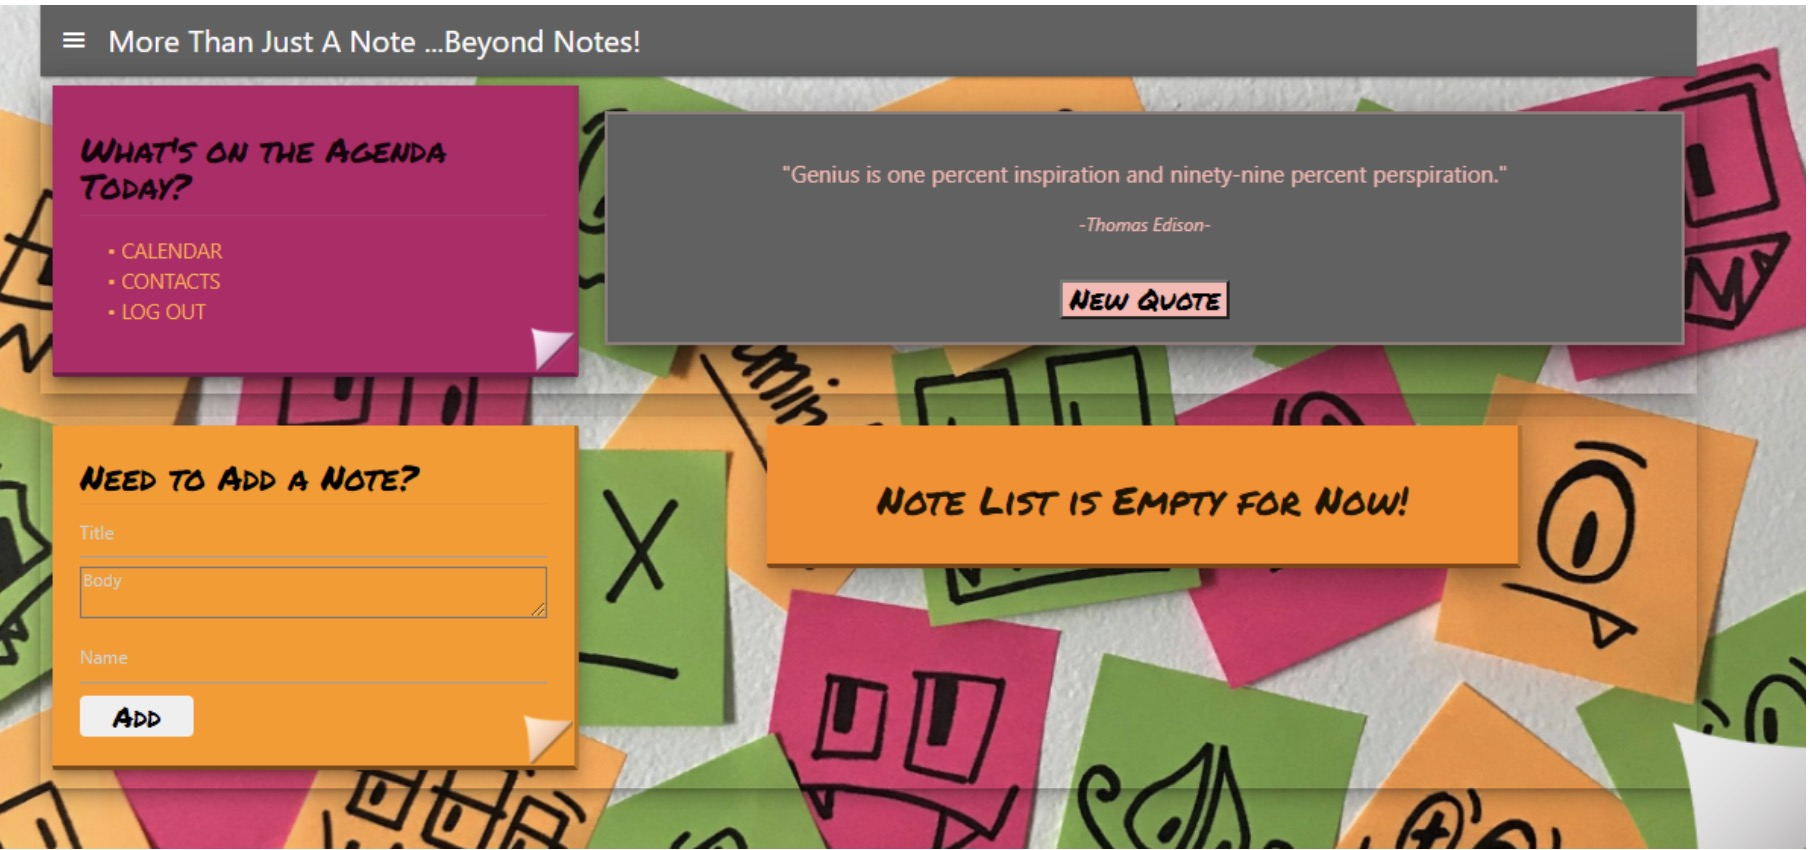 More Than Just A Note ...Beyond Notes!
What's on the Agenda
Today?
• CALENDAR
• CONTACTS
• LOG OUT
"Genius is one percent inspiration and ninety-nine percent perspiration."
-Thomas Edison-
New Quote
Need to Add a Note?
Title
Body
Name
Add
Note List is Empty for Now!